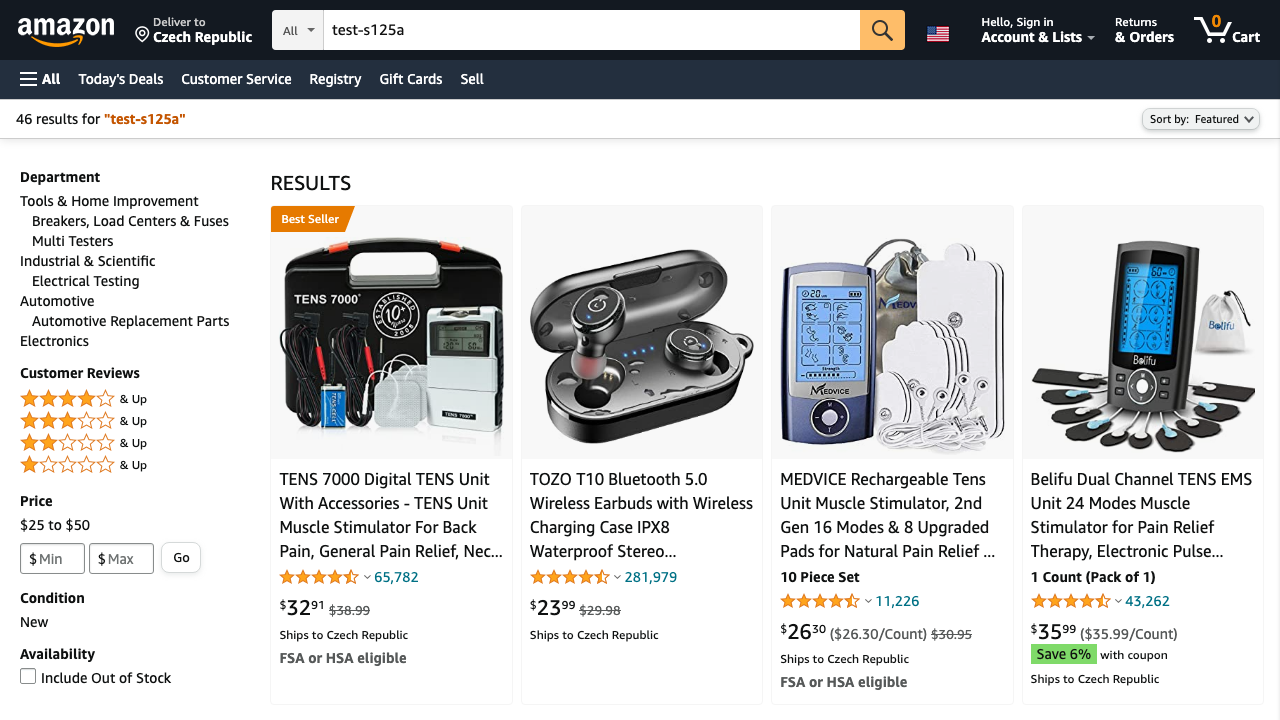 amazon
Deliver to
Czech Republic
All
test-s125a
Hello, Sign in
Account & Lists
Returns
& Orders
0
Cart
All
Today's Deals
Customer Service
Registry
Gift Cards
Sell
46 results for "test-s125a"
Sort by: Featured
Department
Tools & Home Improvement
Breakers, Load Centers & Fuses
Multi Testers
Industrial & Scientific
Electrical Testing
Automotive
Automotive Replacement Parts
Electronics
Customer Reviews
& Up
& Up
& Up
& Up
Price
$25 to $50
$ Min
$ Max
Go
Condition
New
Availability
Include Out of Stock
RESULTS
Best Seller
TENS 7000
ESTABLISHED
2008
TENS 7000
TENS 7000 Digital TENS Unit
With Accessories - TENS Unit
Muscle Stimulator For Back
Pain, General Pain Relief, Nec...
65,782
$32.91 $38.99
Ships to Czech Republic
FSA or HSA eligible
TOZO T10 Bluetooth 5.0
Wireless Earbuds with Wireless
Charging Case IPX8
Waterproof Stereo...
281,979
$23.99 $29.98
Ships to Czech Republic
20
Strength
MEDVICE
MEDVICE Rechargeable Tens
Unit Muscle Stimulator, 2nd
Gen 16 Modes & 8 Upgraded
Pads for Natural Pain Relief ...
10 Piece Set
11,226
$26.30 ($26.30/Count) $30.95
Ships to Czech Republic
FSA or HSA eligible
60
Belifu
Belifu
Belifu Dual Channel TENS EMS
Unit 24 Modes Muscle
Stimulator for Pain Relief
Therapy, Electronic Pulse...
1 Count (Pack of 1)
43,262
$35.99 ($35.99/Count)
Save 6% with coupon
Ships to Czech Republic